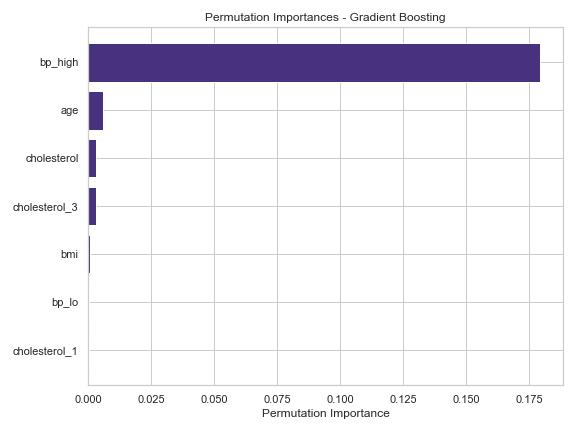 Permutation Importances - Gradient Boosting
bp_high
age
cholesterol
cholesterol_3
bmi
bp_lo
cholesterol_1
0.000 0.025 0.050 0.075 0.100 0.125 0.150 0.175
Permutation Importance